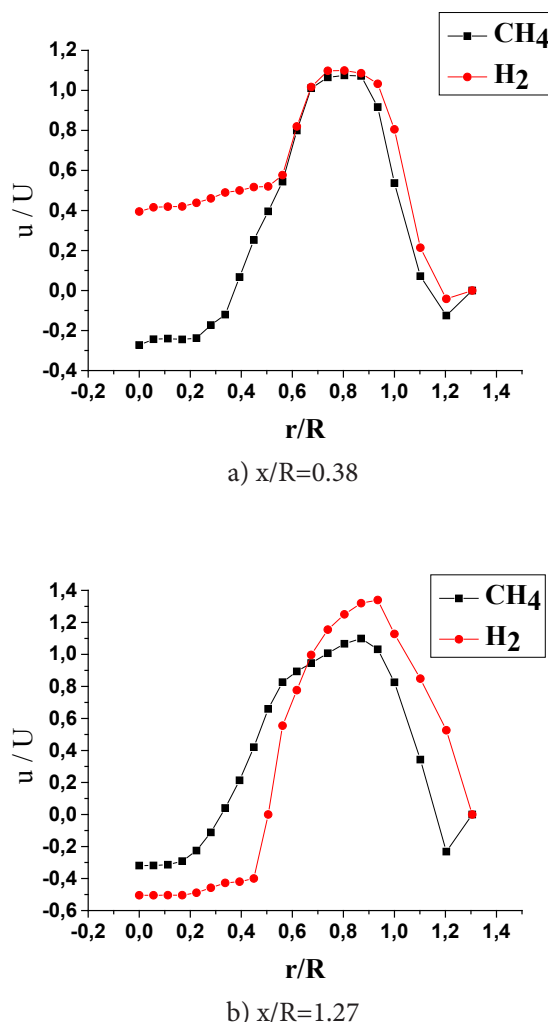 CH4
H2
1,2
1,0
0,8
0,6
0,4
0,2
0,0
-0,2
-0,4
u / U
-0,2 0,0 0,2 0,4 0,6 0,8 1,0 1,2 1,4
r/R
a) x/R=0.38
CH4
H2
1,4
1,2
1,0
0,8
0,6
0,4
0,2
0,0
-0,2
-0,4
-0,6
u / U
-0,2 0,0 0,2 0,4 0,6 0,8 1,0 1,2 1,4
r/R
b) x/R=1.27